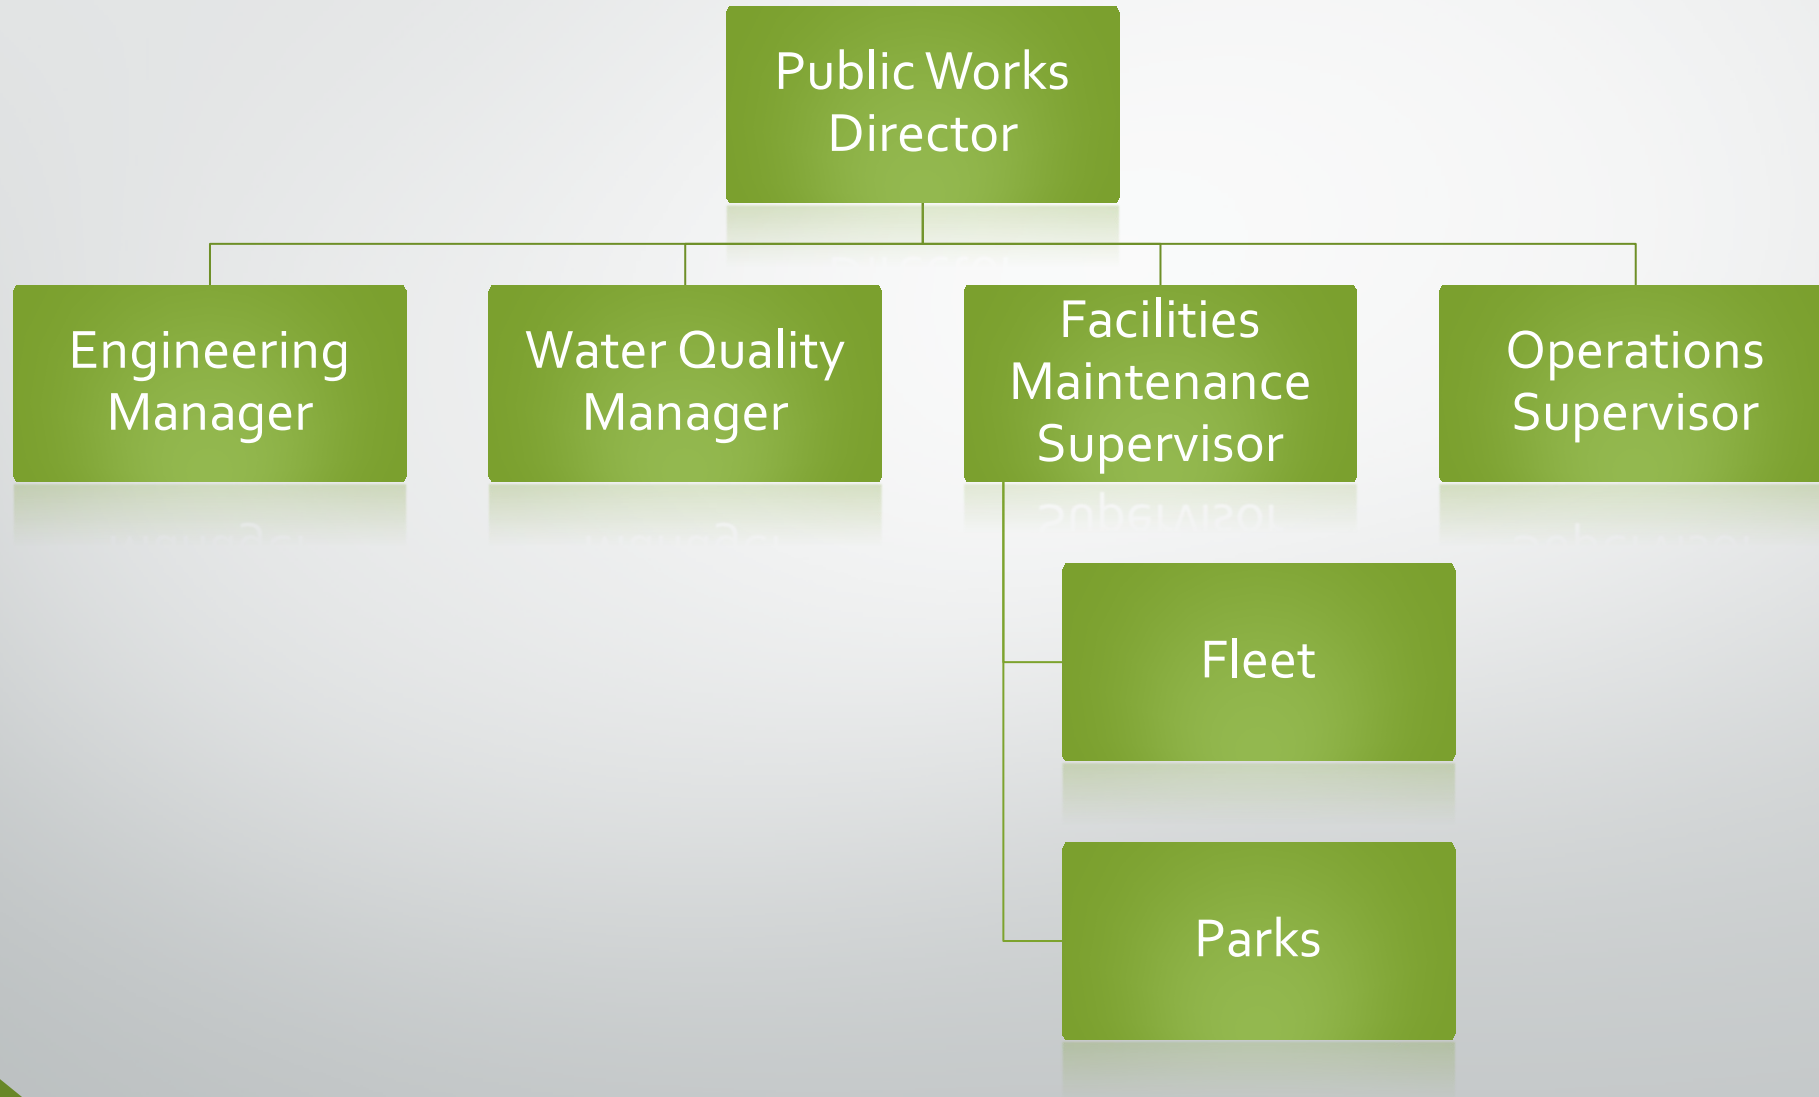 Public Works
Director
Engineering
Manager
Water Quality
Manager
Facilities
Maintenance
Supervisor
Operations
Supervisor
Fleet
Parks